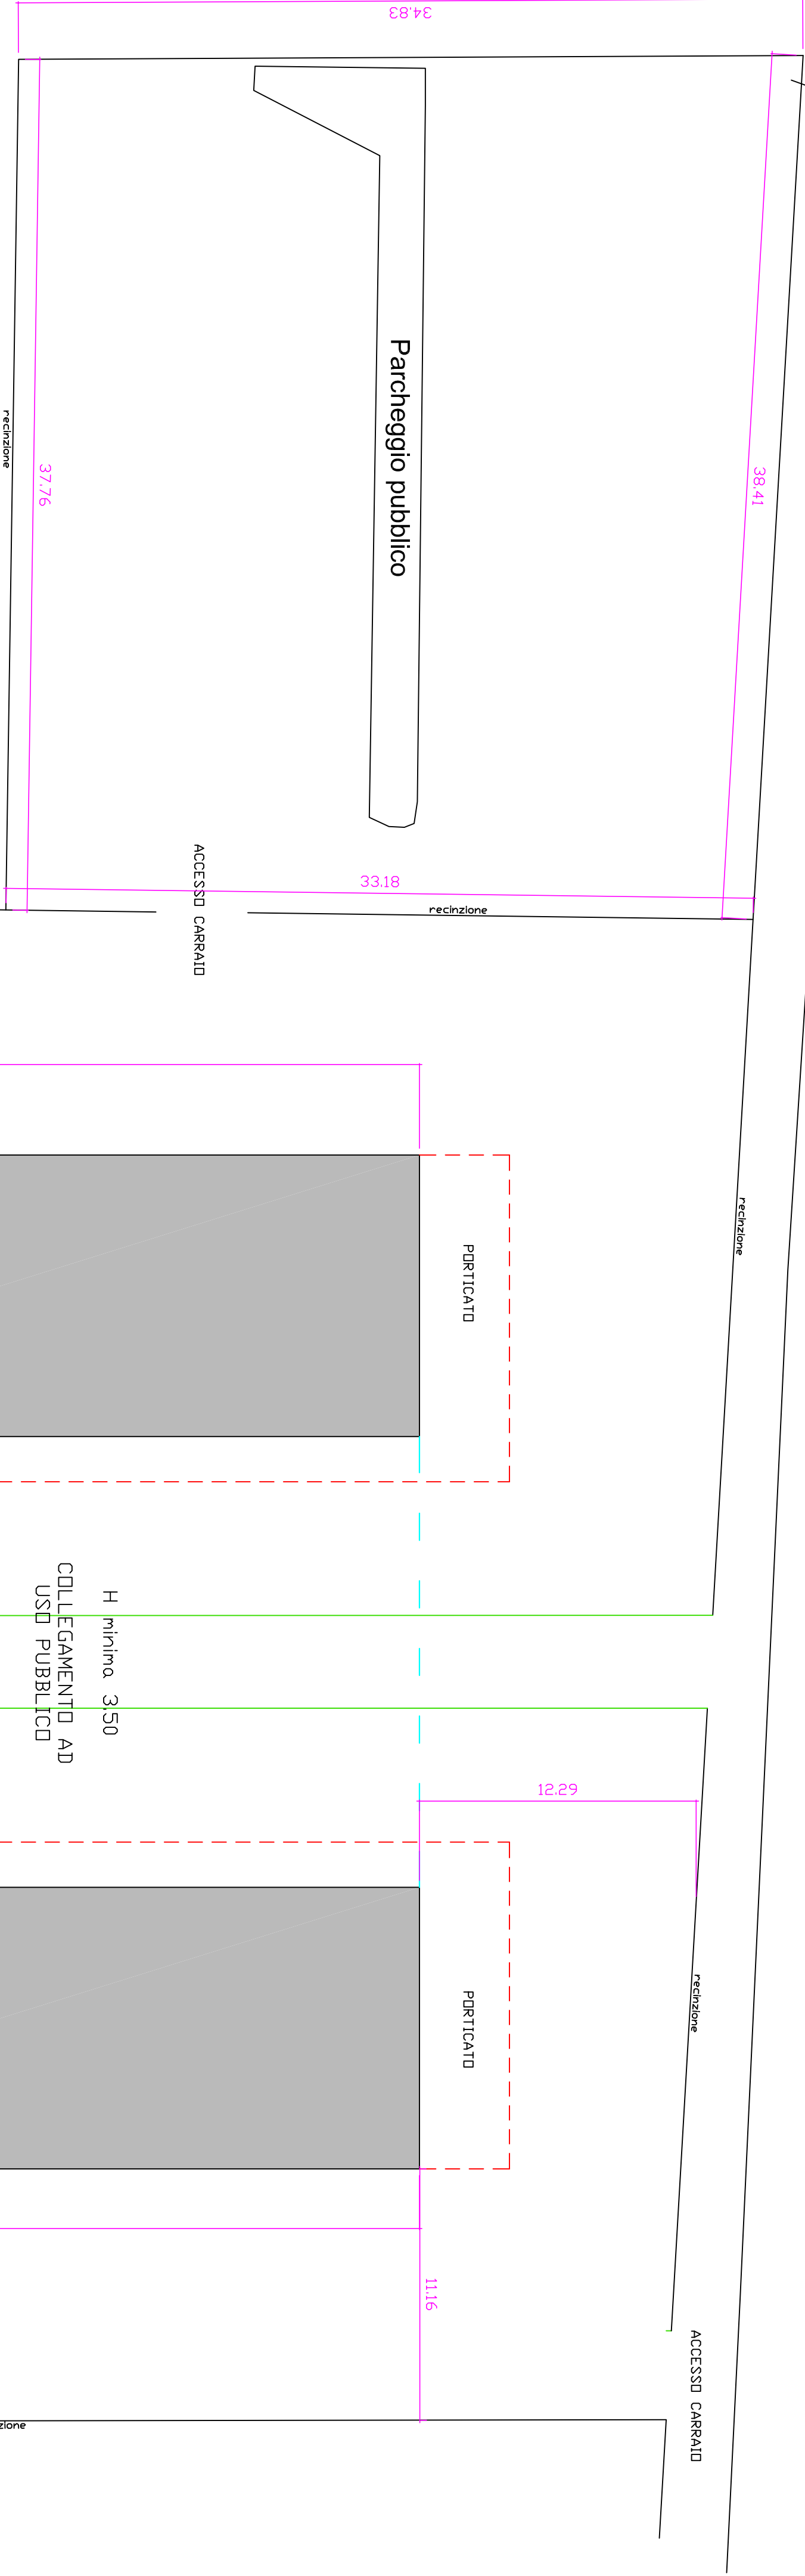 34.83
Parcheggio pubblico
recinzione
37.76
38.41
ACCESSO CARRAIO
33.18
recinzione
recinzione
PORTICATO
H minima 3.50
COLLEGAMENTO AD
USO PUBBLICO
12.29
recinzione
PORTICATO
11.16
ACCESSO CARRAIO
zione